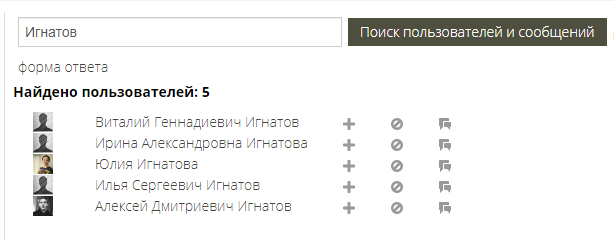 Игнатов
Поиск пользователей и сообщений
форма ответа
Найдено пользователей: 5
Виталий Геннадиевич Игнатов
Ирина Александровна Игнатова
Юлия Игнатова
Илья Сергеевич Игнатов
Алексей Дмитриевич Игнатов